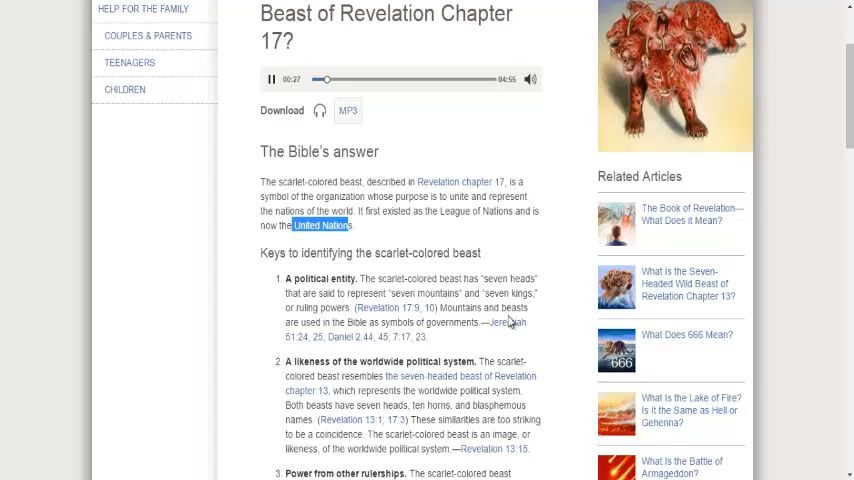 HELP FOR THE FAMILY
COUPLES & PARENTS
TEENAGERS
CHILDREN
Beast of Revelation Chapter
17?
00:27
04:55
Download
MP3
The Bible's answer
The scarlet-colored beast, described in Revelation chapter 17, is a
symbol of the organization whose purpose is to unite and represent
the nations of the world. It first existed as the League of Nations and is
now the United Nations.
Keys to identifying the scarlet-colored beast
1. A political entity. The scarlet-colored beast has “seven heads”
that are said to represent “seven mountains” and “seven kings,”
or ruling powers. (Revelation 17:9, 10) Mountains and beasts
are used in the Bible as symbols of governments.—Jeremiah
51:24, 25; Daniel 2:44, 45; 7:17, 23.
2. A likeness of the worldwide political system. The scarlet-
colored beast resembles the seven-headed beast of Revelation
chapter 13, which represents the worldwide political system.
Both beasts have seven heads, ten horns, and blasphemous
names. (Revelation 13:1; 17:3) These similarities are too striking
to be a coincidence. The scarlet-colored beast is an image, or
likeness, of the worldwide political system.—Revelation 13:15.
3. Power from other rulerships. The scarlet-colored beast
Related Articles
The Book of Revelation—
What Does it Mean?
What Is the Seven-
Headed Wild Beast of
Revelation Chapter 13?
666
What Does 666 Mean?
What Is the Lake of Fire?
Is It the Same as Hell or
Gehenna?
What Is the Battle of
Armageddon?